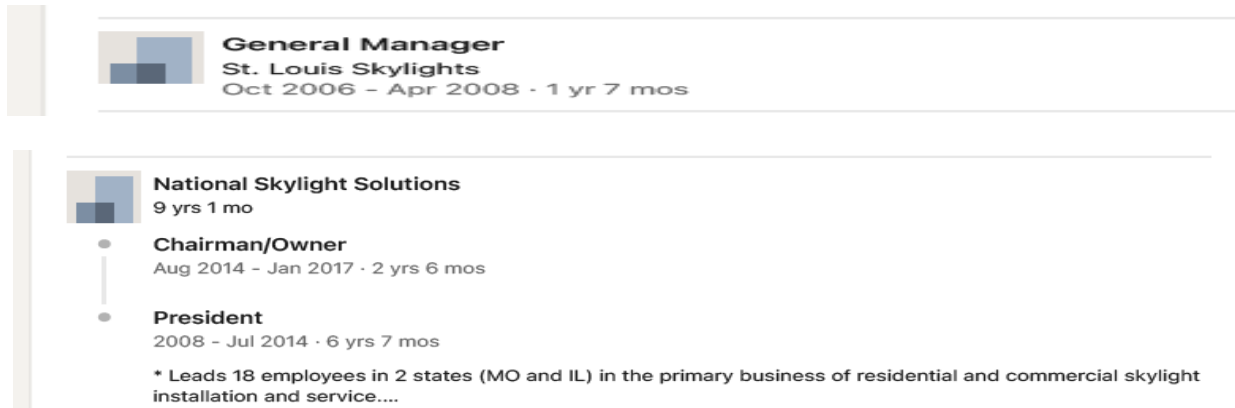 General Manager
St. Louis Skylights
Oct 2006 - Apr 2008 · 1 yr 7 mos
National Skylight Solutions
9 yrs 1 mo
Chairman/Owner
Aug 2014 - Jan 2017 · 2 yrs 6 mos
President
2008 - Jul 2014 · 6 yrs 7 mos
* Leads 18 employees in 2 states (MO and IL) in the primary business of residential and commercial skylight
installation and service....